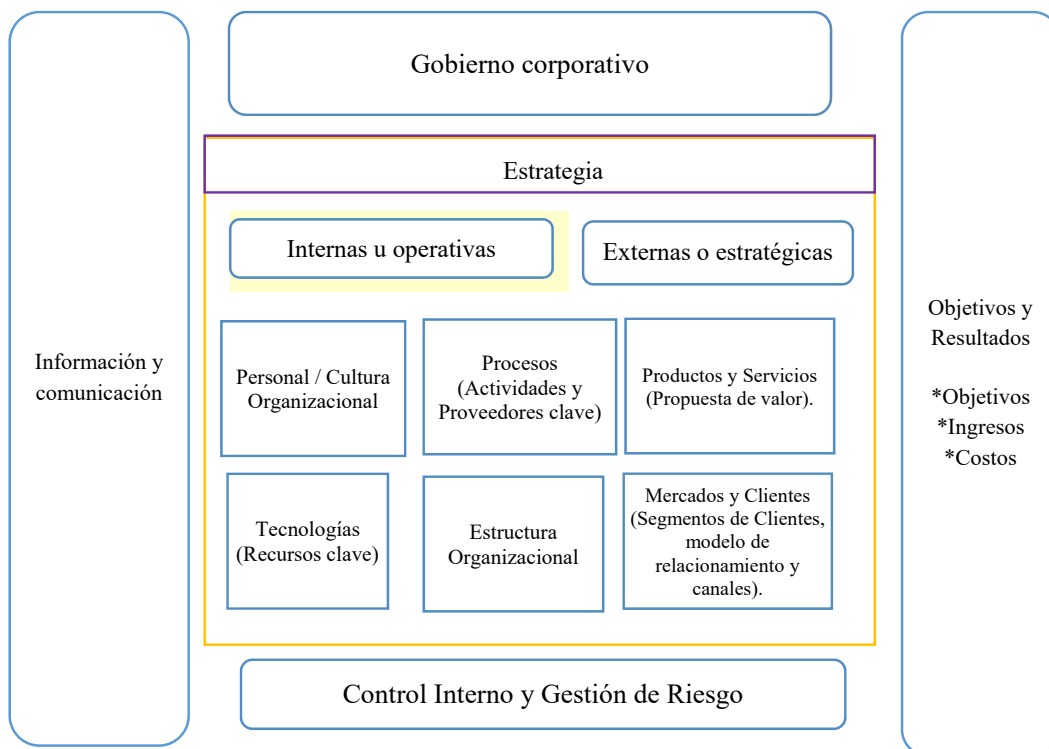 Gobierno corporativo
Estrategia
Internas u operativas
Externas o estratégicas
Información y
comunicación
Personal / Cultura
Organizacional
Procesos
(Actividades y
Proveedores clave)
Productos y Servicios
(Propuesta de valor).
Tecnologías
(Recursos clave)
Estructura
Organizacional
Mercados y Clientes
(Segmentos de Clientes,
modelo de
relacionamiento y
canales).
Objetivos y
Resultados
*Objetivos
*Ingresos
*Costos
Control Interno y Gestión de Riesgo